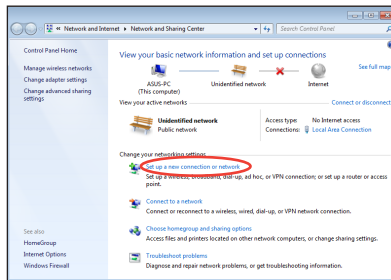 Network and Internet ▸ Network and Sharing Center
Search Control Panel
Control Panel Home
Manage wireless networks
Change adapter settings
Change advanced sharing
settings
View your basic network information and set up connections
See full map
ASUS-PC
(This computer)
Unidentified network
Internet
View your active networks
Connect or disconnect
Unidentified network
Public network
Access type: No Internet access
Connections: Local Area Connection
Change your networking settings
Set up a new connection or network
Set up a wireless, broadband, dial-up, ad hoc, or VPN connection; or set up a router or access
point.
Connect to a network
Connect or reconnect to a wireless, wired, dial-up, or VPN network connection.
Choose homegroup and sharing options
Access files and printers located on other network computers, or change sharing settings.
Troubleshoot problems
Diagnose and repair network problems, or get troubleshooting information.
See also
HomeGroup
Internet Options
Windows Firewall